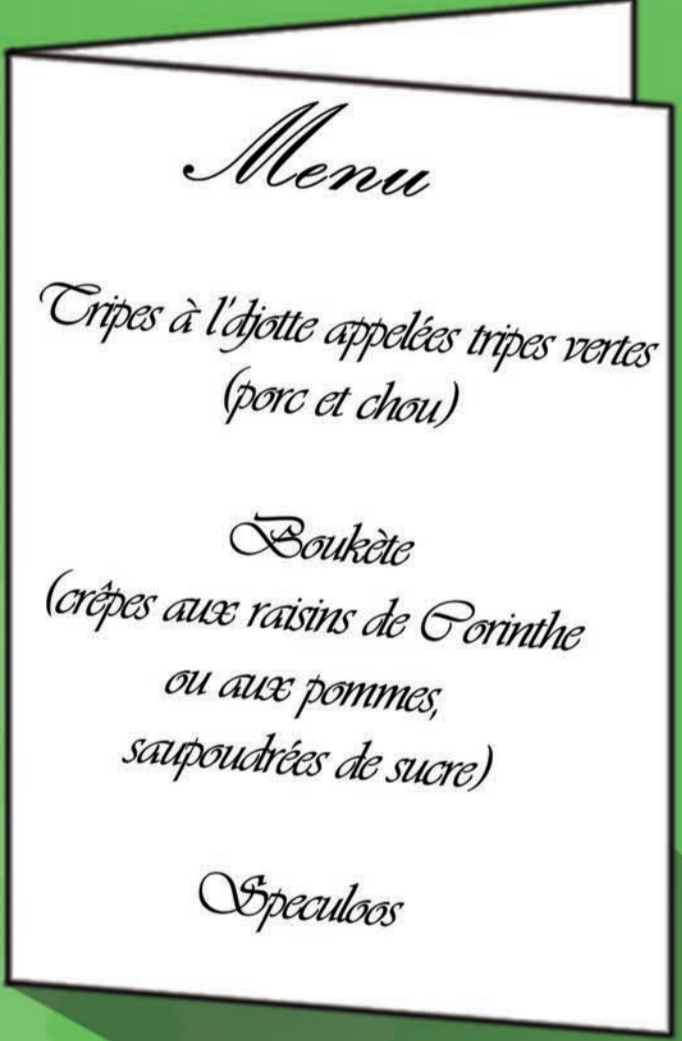 Menu
Tripes à l'djotte appelées tripes vertes
(porc et chou)
Boukète
(crêpes aux raisins de Corinthe
ou aux pommes,
saupoudrées de sucre)
Speculoos